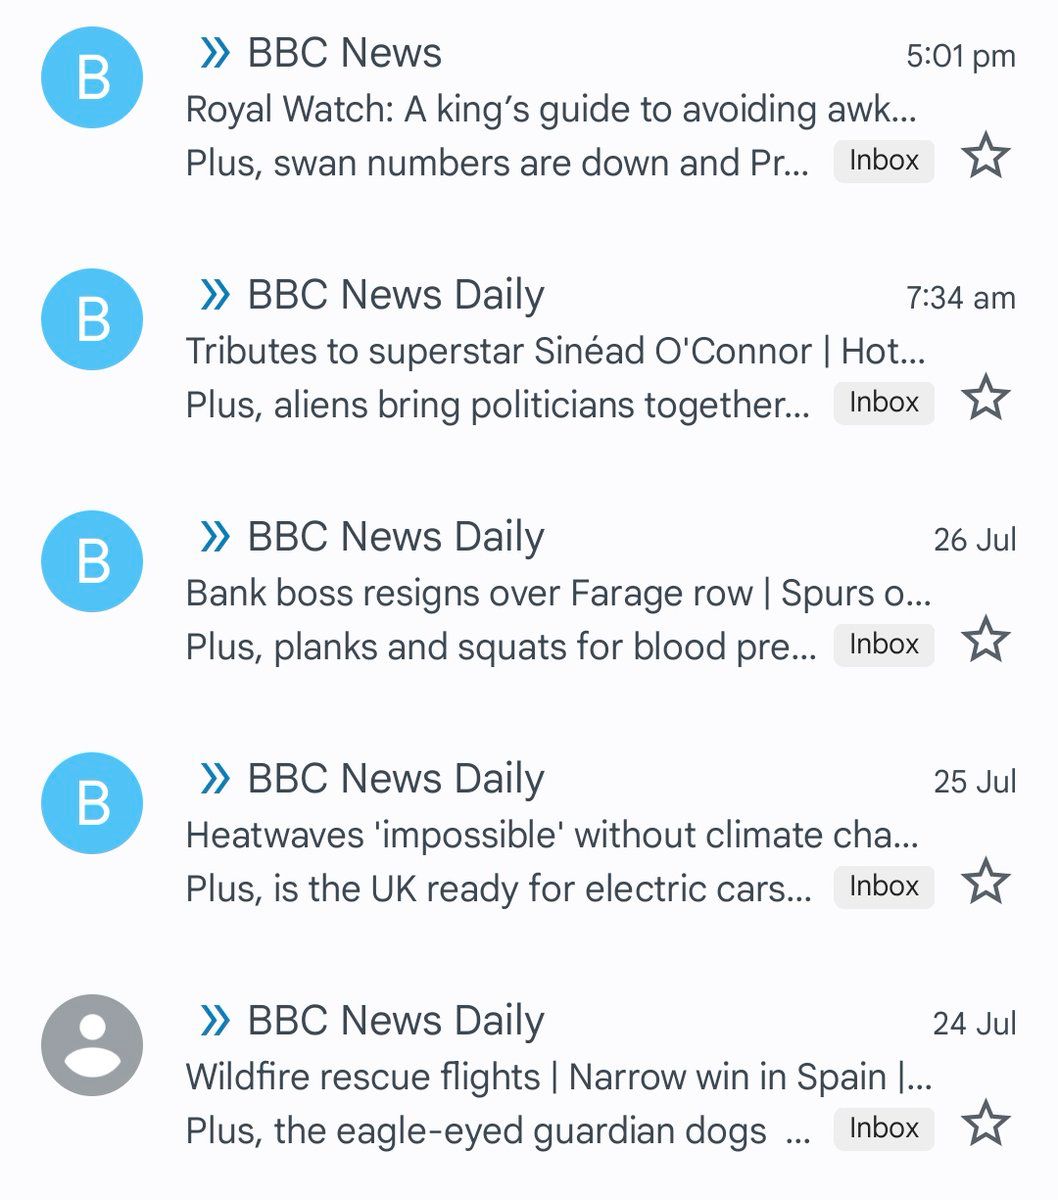 B
» BBC News
5:01 pm
Royal Watch: A king’s guide to avoiding awk...
Plus, swan numbers are down and Pr...
Inbox
B
» BBC News Daily
7:34 am
Tributes to superstar Sinéad O'Connor | Hot...
Plus, aliens bring politicians together...
Inbox
B
» BBC News Daily
26 Jul
Bank boss resigns over Farage row | Spurs o...
Plus, planks and squats for blood pre...
Inbox
B
» BBC News Daily
25 Jul
Heatwaves 'impossible' without climate cha...
Plus, is the UK ready for electric cars...
Inbox
» BBC News Daily
24 Jul
Wildfire rescue flights | Narrow win in Spain |...
Plus, the eagle-eyed guardian dogs ...
Inbox